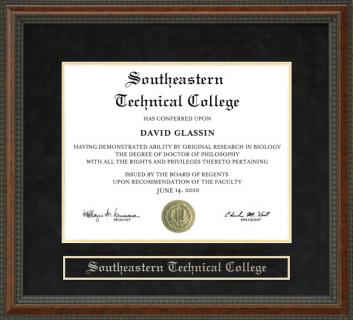 Southeastern
Technical College
HAS CONFERRED UPON
DAVID GLASSIN
HAVING DEMONSTRATED ABILITY BY ORIGINAL RESEARCH IN BIOLOGY
THE DEGREE OF DOCTOR OF PHILOSOPHY
WITH ALL THE RIGHTS AND PRIVILEGES THERETO PERTAINING
ISSUED BY THE BOARD OF REGENTS
UPON RECOMMENDATION OF THE FACULTY
JUNE 14, 2010
PROVOST
PRESIDENT
Southeastern Technical College